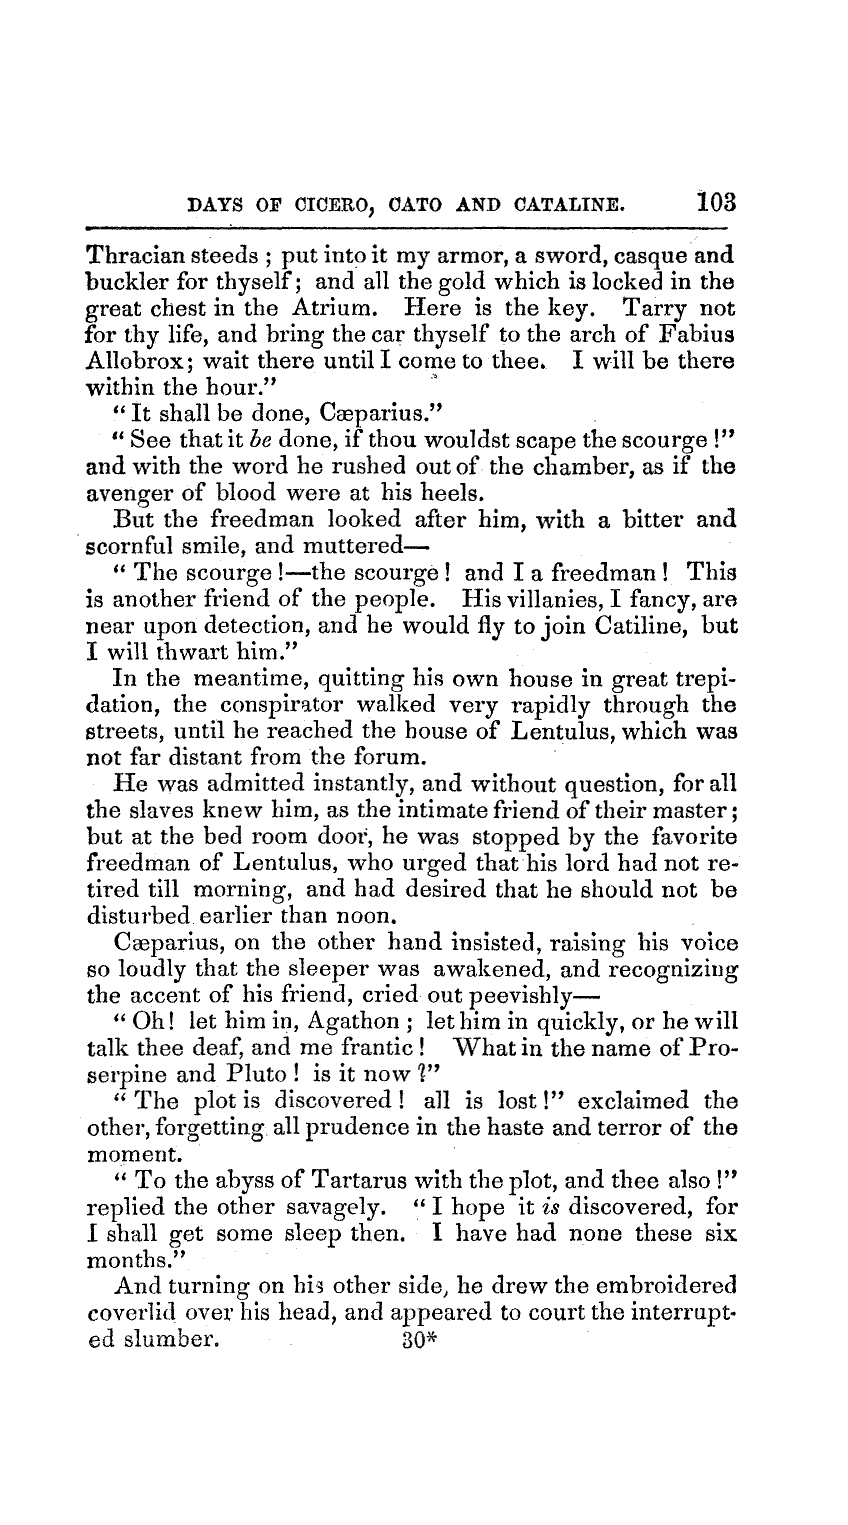 DAYS OF CICERO, CATO AND CATALINE. 103
Thracian steeds ; put into it my armor, a sword, casque and
buckler for thyself ; and all the gold which is locked in the
great chest in the Atrium. Here is the key. Tarry not
for thy life, and bring the car thyself to the arch of Fabius
Allobrox ; wait there until I come to thee. I will be there
within the hour.”
“ It shall be done, Cæparius.”
“ See that it be done, if thou wouldst scape the scourge !”
and with the word he rushed out of the chamber, as if the
avenger of blood were at his heels.
But the freedman looked after him, with a bitter and
scornful smile, and muttered—
“ The scourge !—the scourge ! and I a freedman ! This
is another friend of the people. His villanies, I fancy, are
near upon detection, and he would fly to join Catiline, but
I will thwart him.”
In the meantime, quitting his own house in great trepi-
dation, the conspirator walked very rapidly through the
streets, until he reached the house of Lentulus, which was
not far distant from the forum.
He was admitted instantly, and without question, for all
the slaves knew him, as the intimate friend of their master ;
but at the bed room door, he was stopped by the favorite
freedman of Lentulus, who urged that his lord had not re-
tired till morning, and had desired that he should not be
disturbed earlier than noon.
Cæparius, on the other hand insisted, raising his voice
so loudly that the sleeper was awakened, and recognizing
the accent of his friend, cried out peevishly—
“ Oh ! let him in, Agathon ; let him in quickly, or he will
talk thee deaf, and me frantic ! What in the name of Pro-
serpine and Pluto ! is it now ?”
“ The plot is discovered ! all is lost !” exclaimed the
other, forgetting all prudence in the haste and terror of the
moment.
“ To the abyss of Tartarus with the plot, and thee also !”
replied the other savagely. “ I hope it is discovered, for
I shall get some sleep then. I have had none these six
months.”
And turning on his other side, he drew the embroidered
coverlid over his head, and appeared to court the interrupt-
ed slumber. 30*